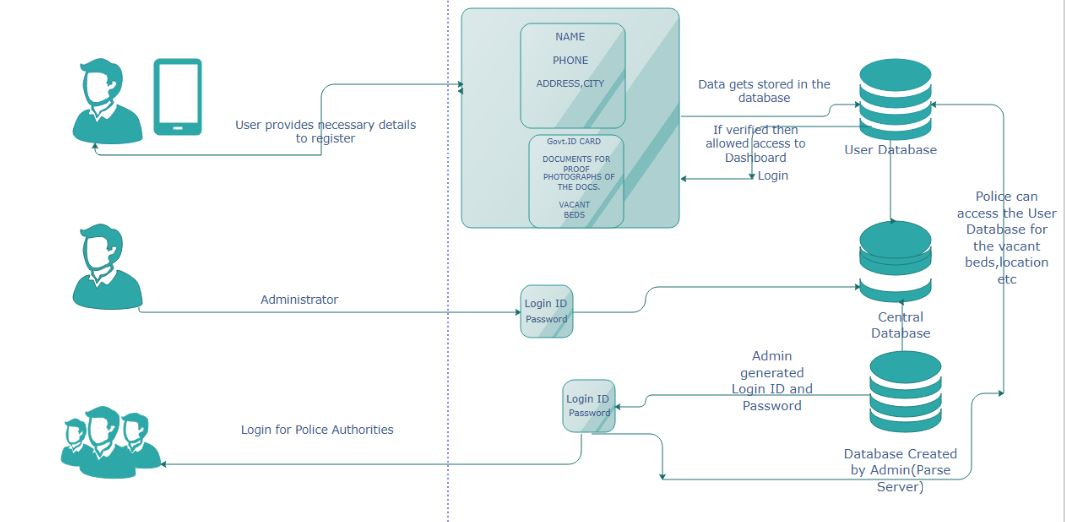 NAME
PHONE
ADDRESS,CITY
User provides necessary details
to register
Govt.ID CARD
DOCUMENTS FOR
PROOF
PHOTOGRAPHS OF
THE DOCS.
VACANT
BEDS
Data gets stored in the
database
If verified then
allowed access to
Dashboard
Login
User Database
Police can
access the User
Database for
the vacant
beds,location
etc
Administrator
Login ID
Password
Central
Database
Admin
generated
Login ID and
Password
Login ID
Password
Login for Police Authorities
Database Created
by Admin(Parse
Server)